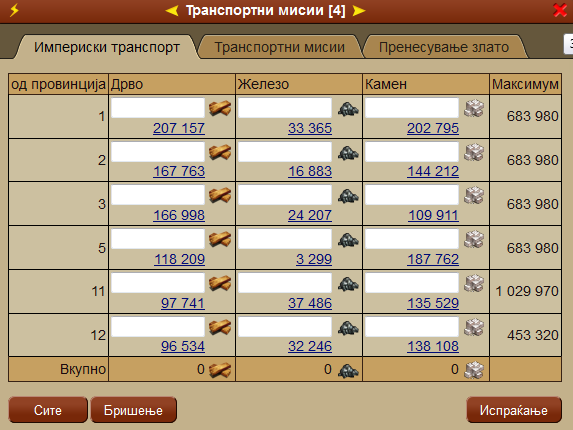 Транспортни мисии [4]
Империски транспорт Транспортни мисии Пренесување злато
од провинција Дрво Железо Камен Максимум
1 683 980
207 157 33 365 202 795
2 683 980
167 763 16 883 144 212
3 683 980
166 998 24 207 109 911
5 683 980
118 209 3 299 187 762
11 1 029 970
97 741 37 486 135 529
12 453 320
96 534 32 246 138 108
Вкупно 0 0 0
Сите Бришење Испраќање